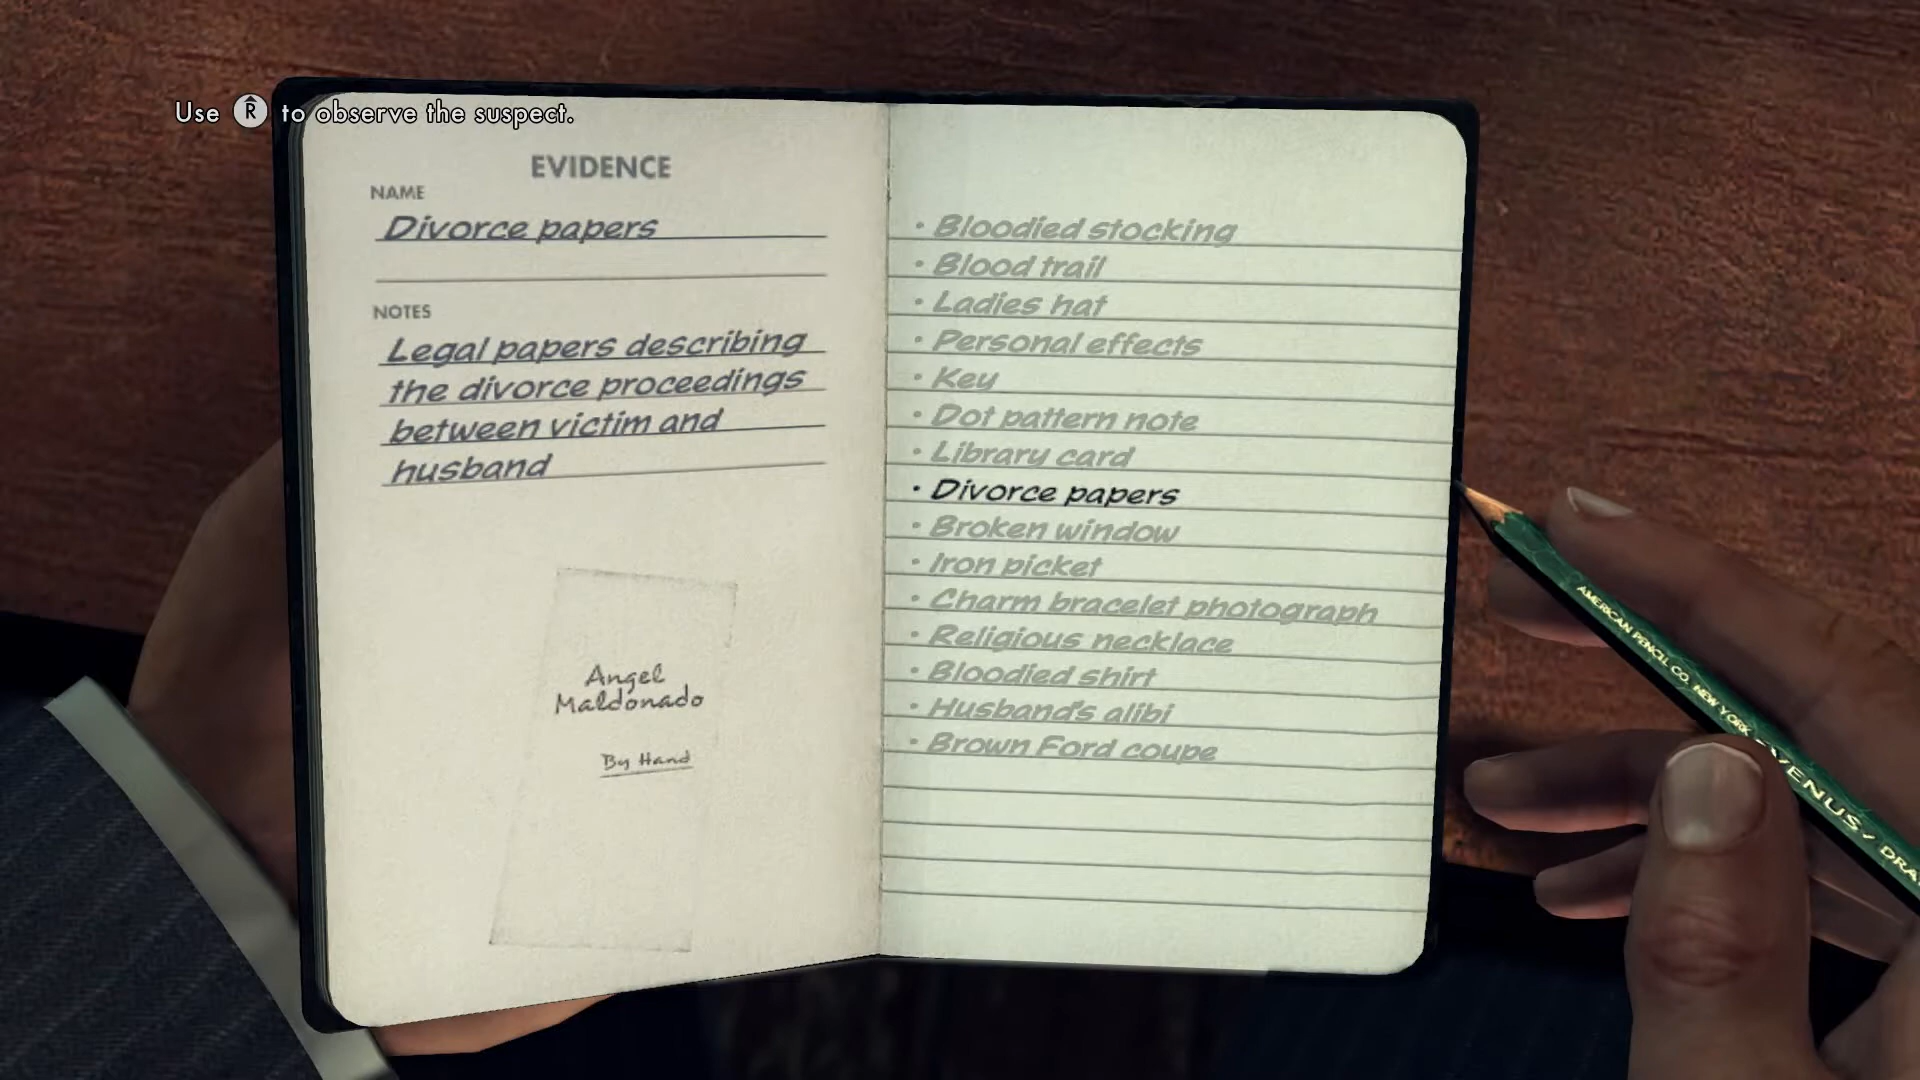 Use R to observe the suspect.
EVIDENCE
NAME
Divorce papers
NOTES
Legal papers describing
the divorce proceedings
between victim and
husband
Angel
Maldonado
By Hand
• Bloodied stocking
• Blood trail
• Ladies hat
• Personal effects
• Key
• Dot pattern note
• Library card
• Divorce papers
• Broken window
• Iron picket
• Charm bracelet photograph
• Religious necklace
• Bloodied shirt
• Husband's alibi
• Brown Ford coupe
AMERICAN PENCIL CO. NEW YORK VENUS DRA